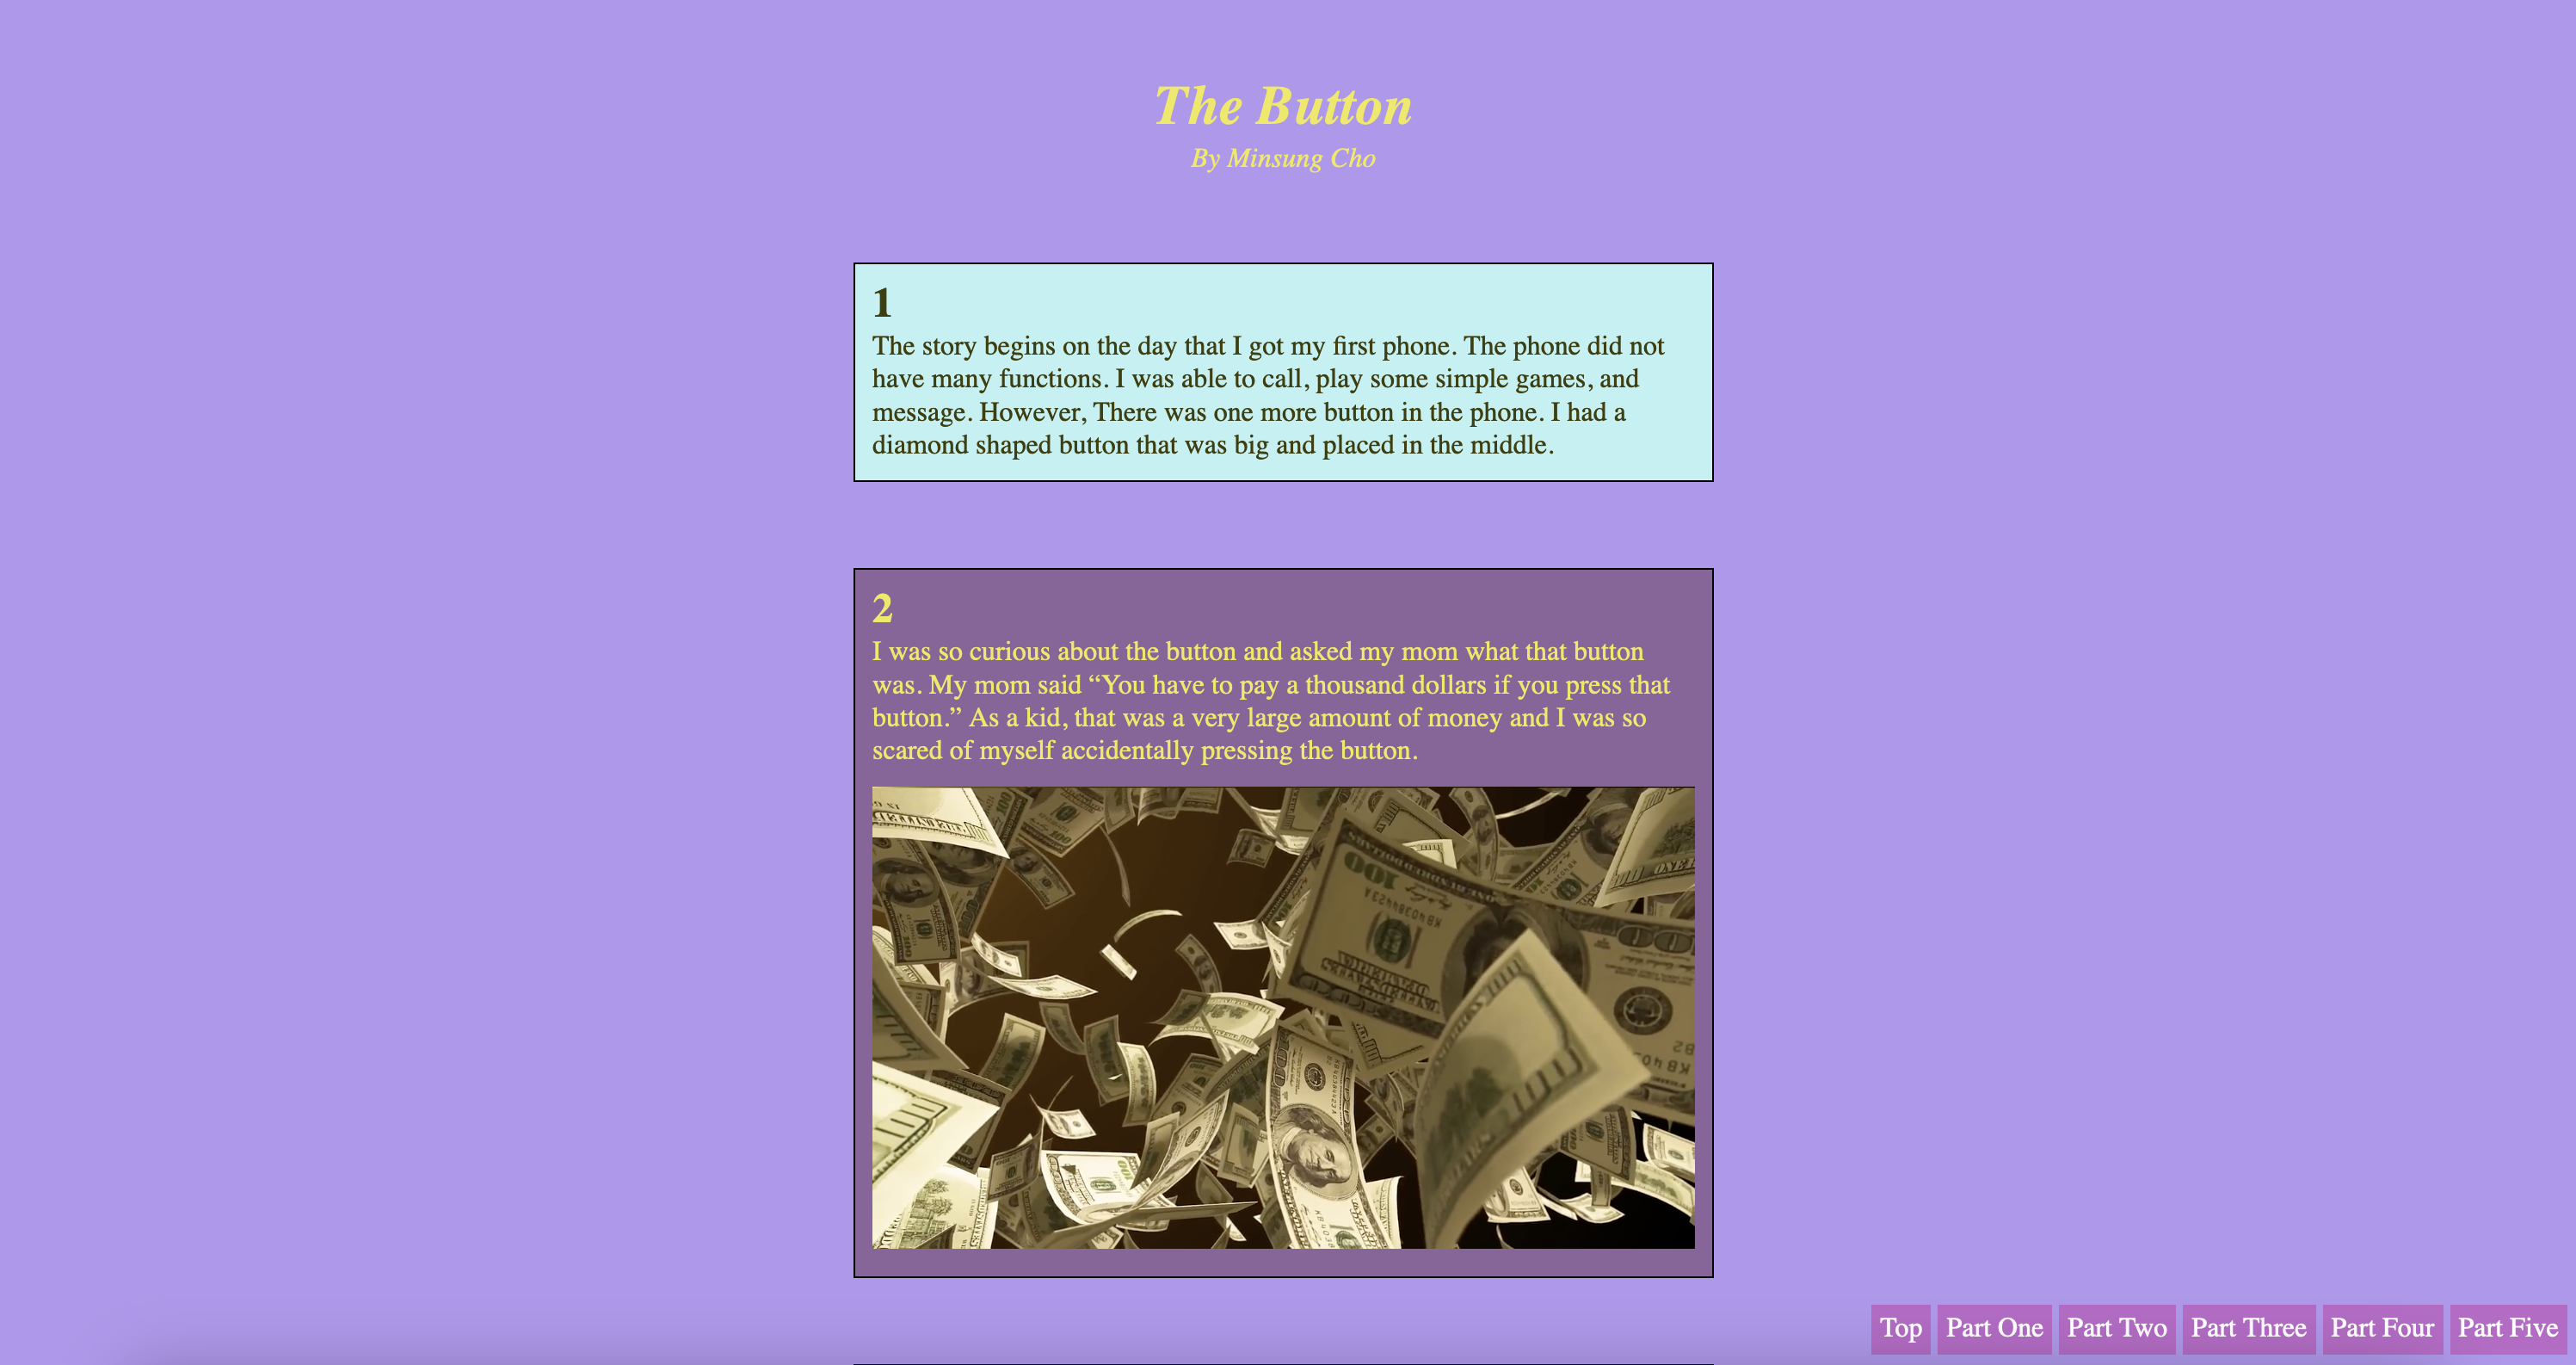 The Button
By Minsung Cho
1
The story begins on the day that I got my first phone. The phone did not
have many functions. I was able to call, play some simple games, and
message. However, There was one more button in the phone. I had a
diamond shaped button that was big and placed in the middle.
2
I was so curious about the button and asked my mom what that button
was. My mom said “You have to pay a thousand dollars if you press that
button.” As a kid, that was a very large amount of money and I was so
scared of myself accidentally pressing the button.
100
100
Top Part One Part Two Part Three Part Four Part Five